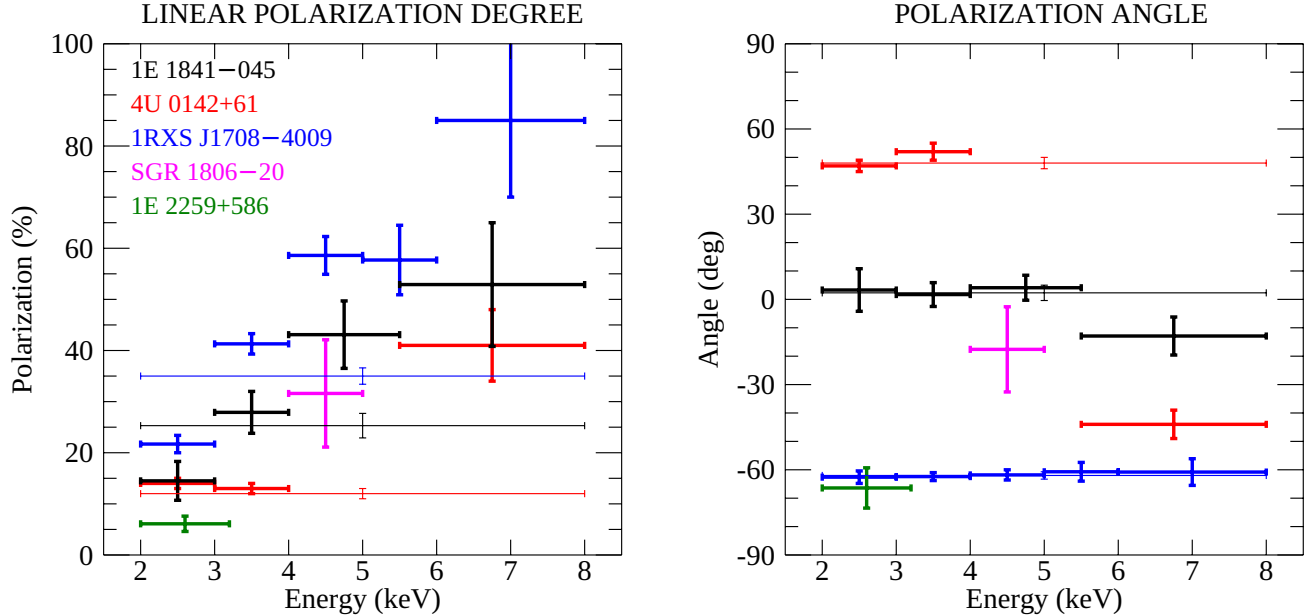 LINEAR POLARIZATION DEGREE
100
80
60
40
20
0
Polarization (%)
1E 1841−045
4U 0142+61
1RXS J1708−4009
SGR 1806−20
1E 2259+586
2 3 4 5 6 7 8
Energy (keV)
POLARIZATION ANGLE
90
60
30
0
-30
-60
-90
Angle (deg)
2 3 4 5 6 7 8
Energy (keV)